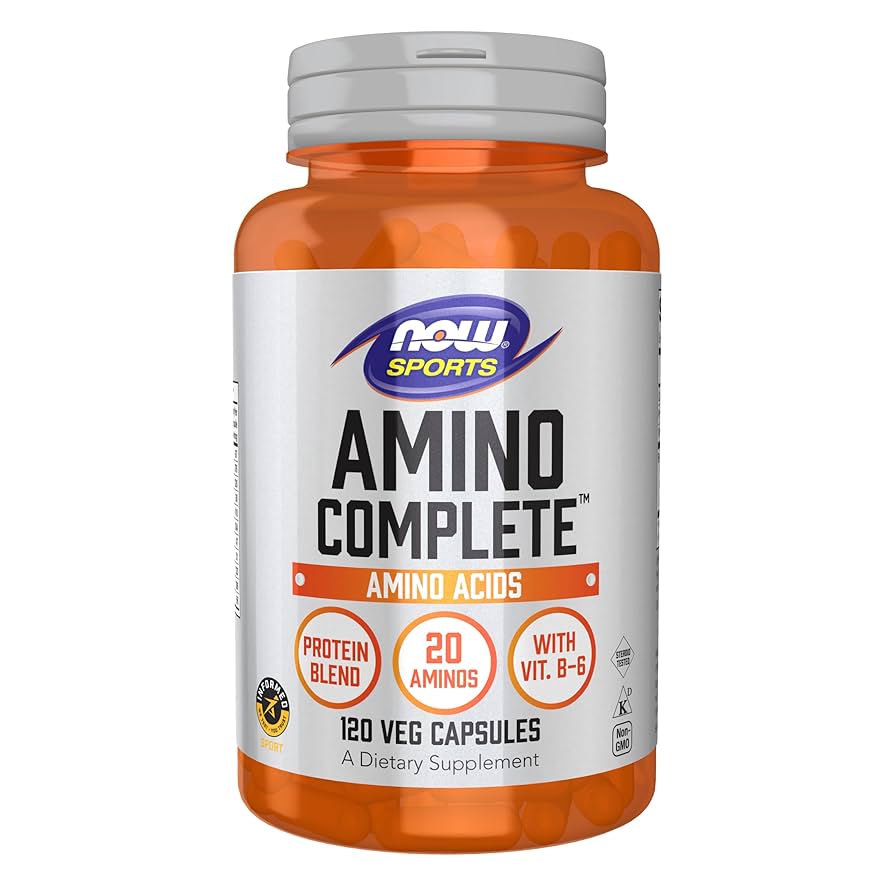 NOW®
SPORTS
AMINO
COMPLETE™
AMINO ACIDS
PROTEIN
BLEND
20
AMINOS
WITH
VIT. B-6
120 VEG CAPSULES
A Dietary Supplement
INFORMED
SPORT
STEROID
TESTED
K D
Non-
GMO